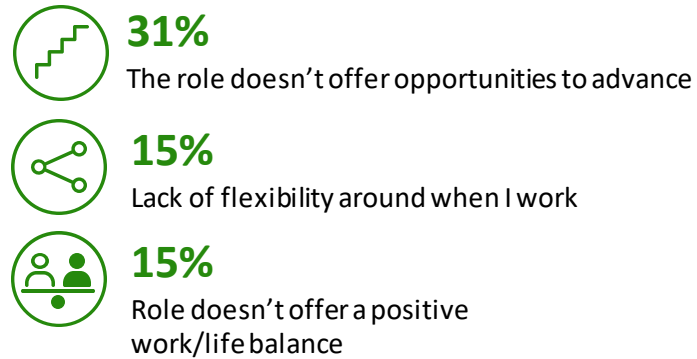 31%
The role doesn't offer opportunities to advance
15%
Lack of flexibility around when I work
15%
Role doesn't offer a positive
work/life balance